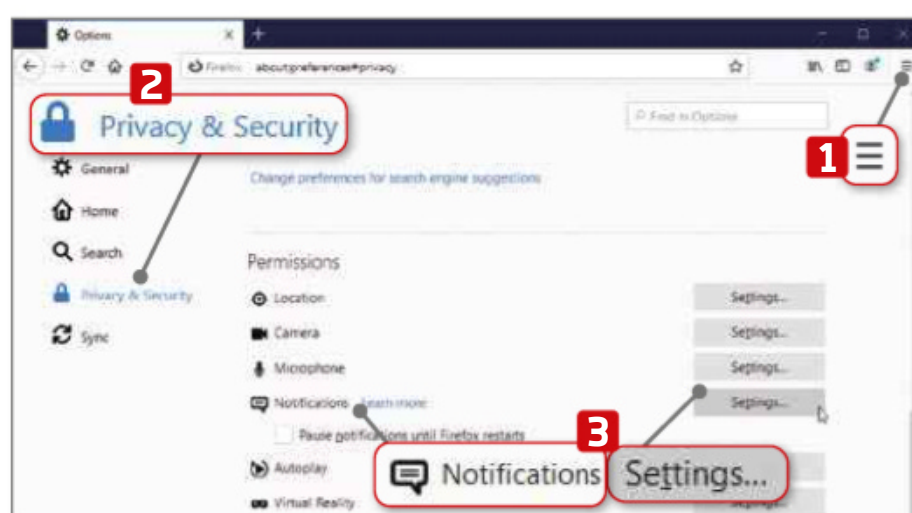 Options
Firefox about:preferences#privacy
2
Privacy & Security
Find in Options
1
General
Change preferences for search engine suggestions
Home
Search
Permissions
Privacy & Security
Location Settings...
Sync
Camera Settings...
Microphone Settings...
Notifications Learn more Settings...
Pause notifications until Firefox restarts
3
Autoplay
Notifications Settings...
Virtual Reality Settings...